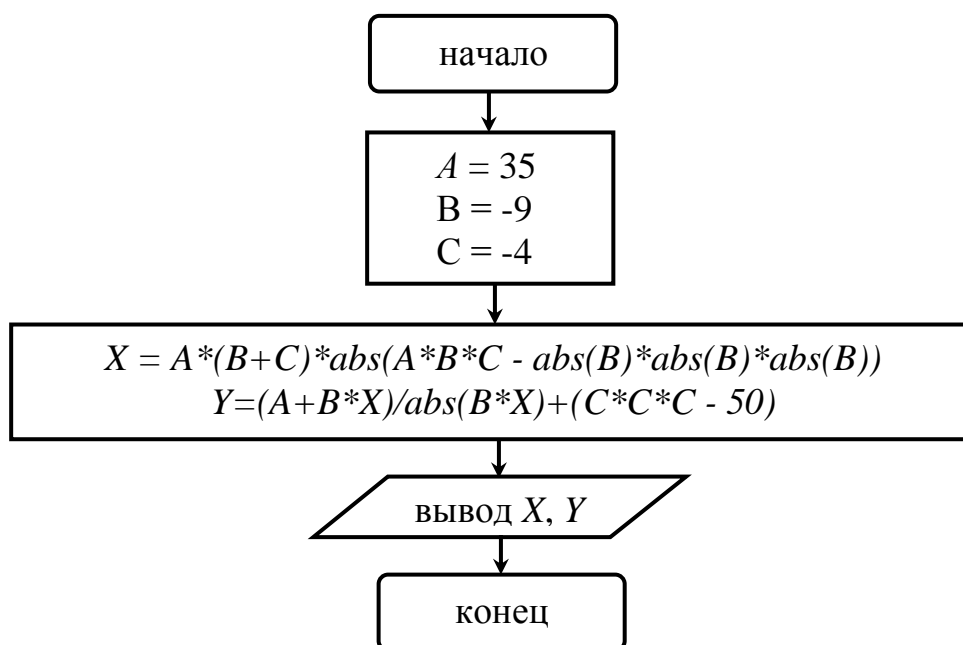 начало
A = 35
B = -9
C = -4
X = A*(B+C)*abs(A*B*C - abs(B)*abs(B)*abs(B))
Y=(A+B*X)/abs(B*X)+(C*C*C - 50)
вывод X, Y
конец